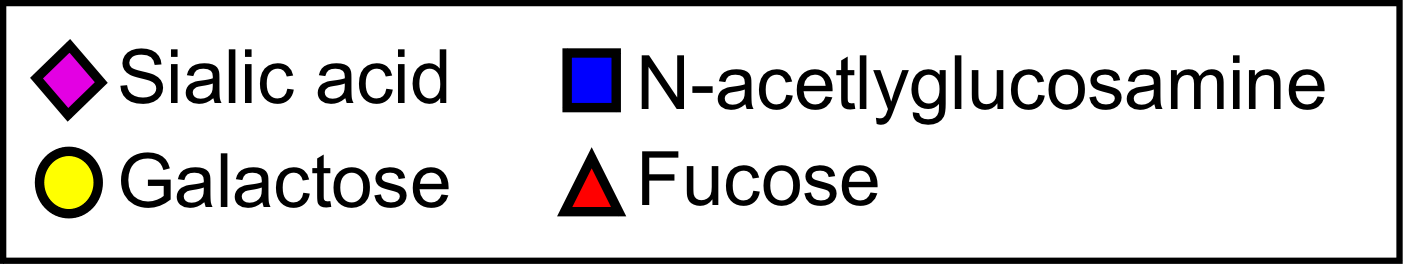 Sialic acid
N-acetlyglucosamine
Galactose
Fucose